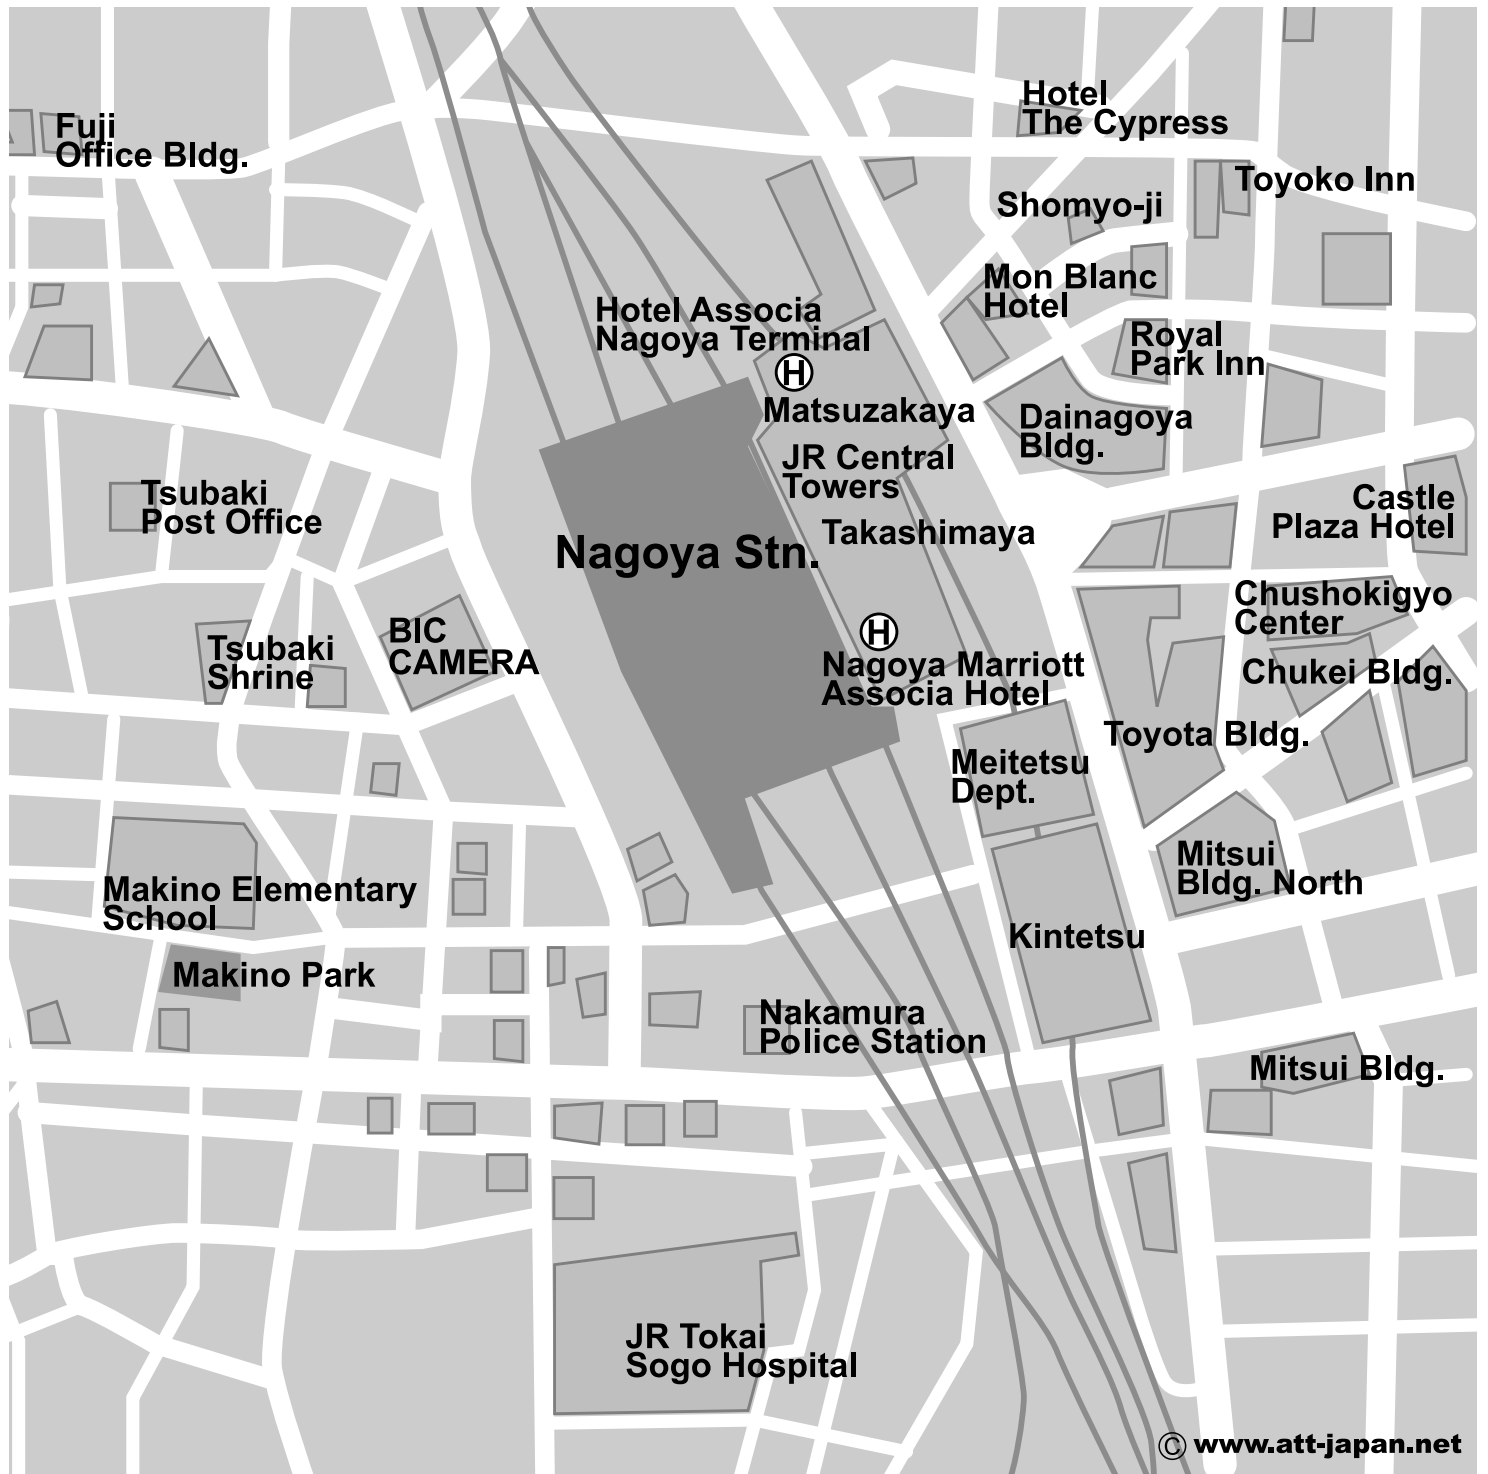 Hotel
The Cypress
Fuji
Office Bldg.
Toyoko Inn
Shomyo-ji
Mon Blanc
Hotel
Hotel Associa
Nagoya Terminal
H
Royal
Park Inn
Matsuzakaya
Dainagoya
Bldg.
JR Central
Towers
Tsubaki
Post Office
Castle
Plaza Hotel
Takashimaya
Nagoya Stn.
Chushokigyo
Center
BIC
CAMERA
H
Tsubaki
Shrine
Nagoya Marriott
Associa Hotel
Chukei Bldg.
Toyota Bldg.
Meitetsu
Dept.
Mitsui
Bldg. North
Makino Elementary
School
Kintetsu
Makino Park
Nakamura
Police Station
Mitsui Bldg.
JR Tokai
Sogo Hospital
© www.att-japan.net